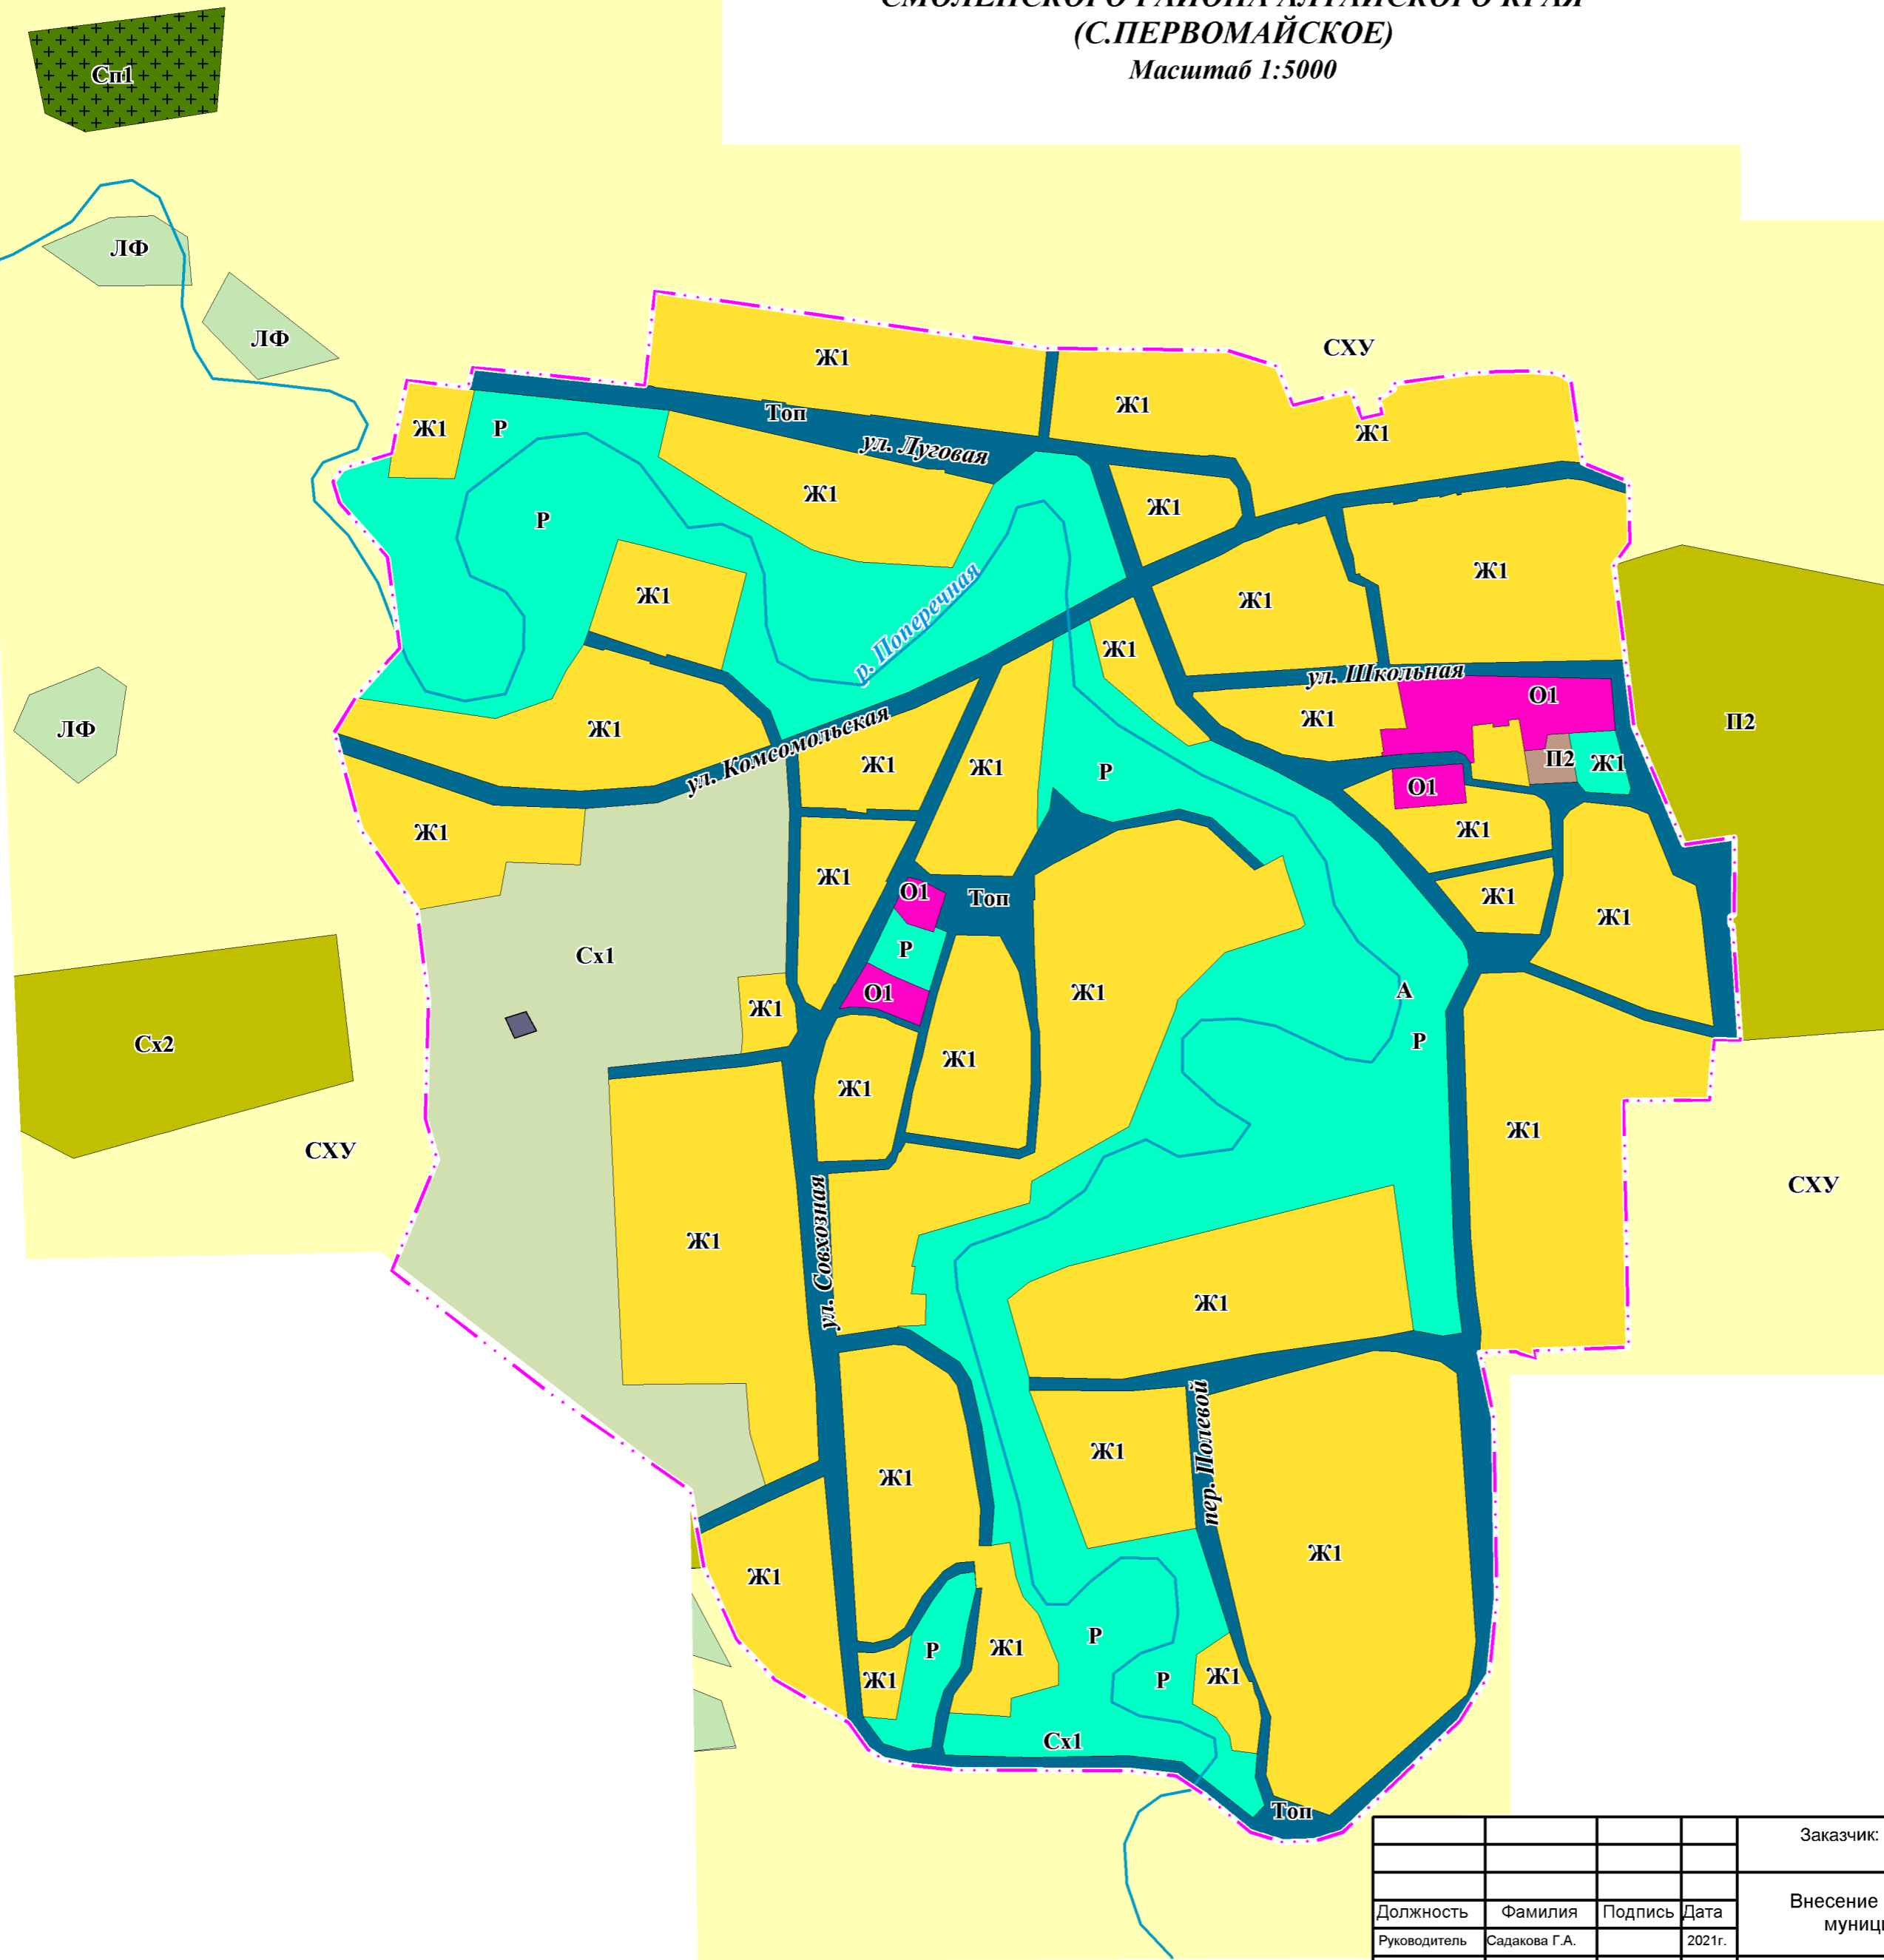 СМОЛЕНСКОГО РАЙОНА АЛТАЙСКОГО КРАЯ
(С.ПЕРВОМАЙСКОЕ)
Масштаб 1:5000
Сп1
ЛФ
ЛФ
СХУ
Ж1
Ж1
Топ
Ж1
Р
Ж1
ул. Луговая
Ж1
Ж1
Р
Ж1
Ж1
Ж1
Ж1
р. Поперечная
Ж1
ул. Школьная
О1
ЛФ
Ж1
Ж1
П2
ул. Комсомольская
Ж1
Ж1
Р
П2
Ж1
О1
Ж1
Ж1
Ж1
О1
Топ
Ж1
Ж1
Р
Сх1
О1
Ж1
А
Ж1
Р
Сх2
Ж1
Ж1
Ж1
СХУ
СХУ
Ж1
ул. Совхозная
Ж1
Ж1
пер. Полевой
Ж1
Ж1
Ж1
Р
Ж1
Р
Ж1
Ж1
Р
Ж1
Сх1
Топ
Заказчик:
Внесение
муниц
Должность Фамилия Подпись Дата
Руководитель Садакова Г.А. 2021г.